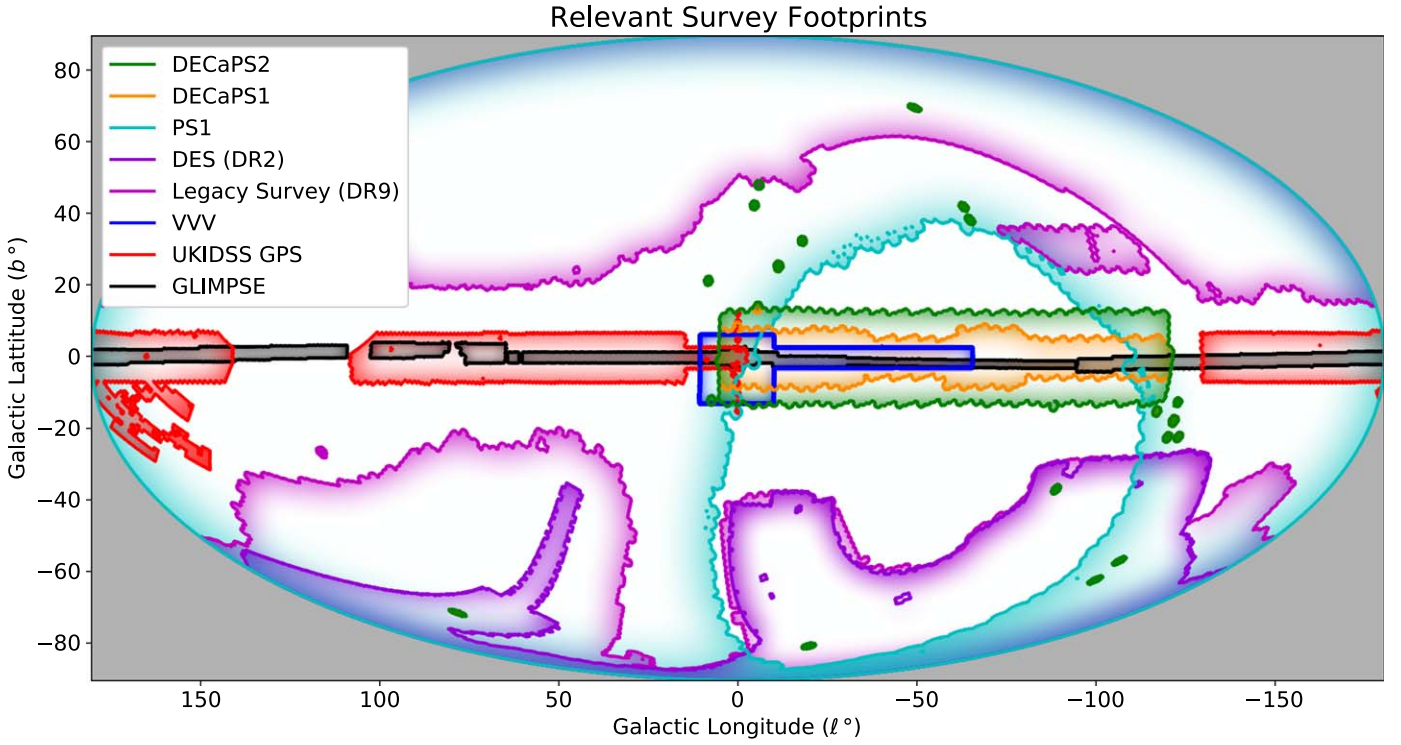 Relevant Survey Footprints
DECaPS2
DECaPS1
PS1
DES (DR2)
Legacy Survey (DR9)
VVV
UKIDSS GPS
GLIMPSE
80
60
40
20
0
−20
−40
−60
−80
Galactic Lattitude (b°)
150
100
50
0
−50
−100
−150
Galactic Longitude (ℓ°)